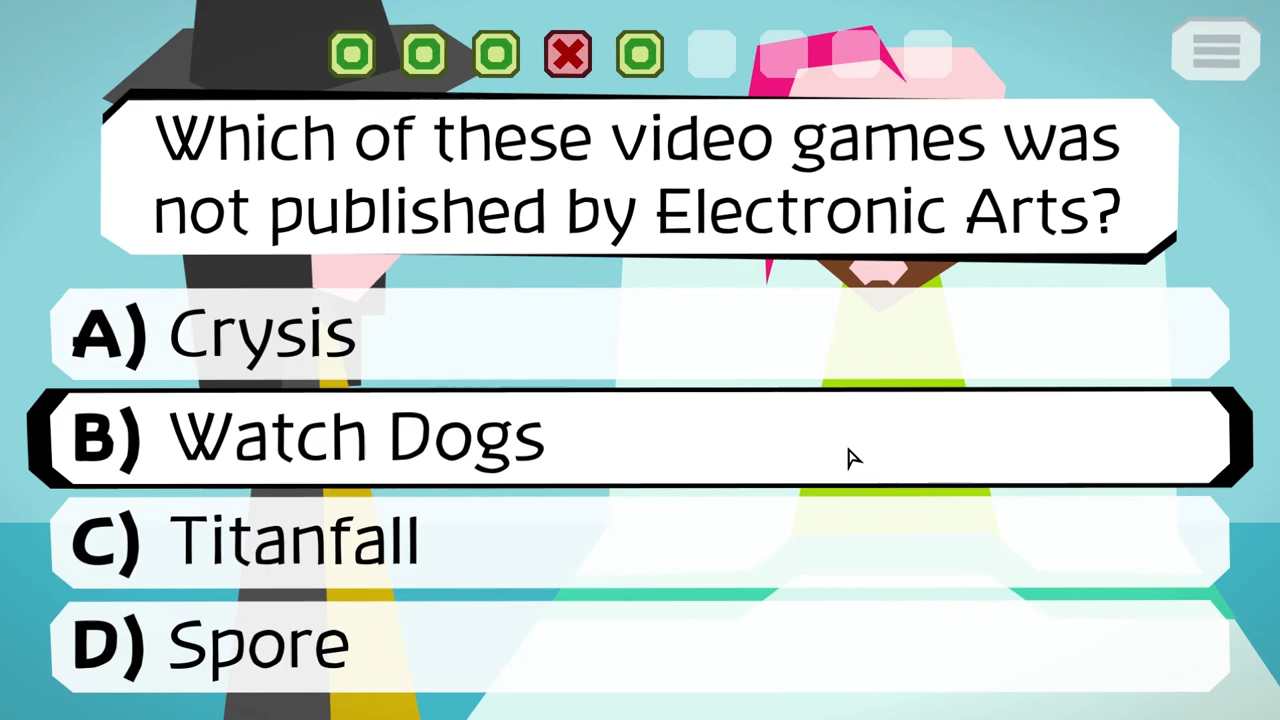 Which of these video games was
not published by Electronic Arts?
A) Crysis
B) Watch Dogs
C) Titanfall
D) Spore